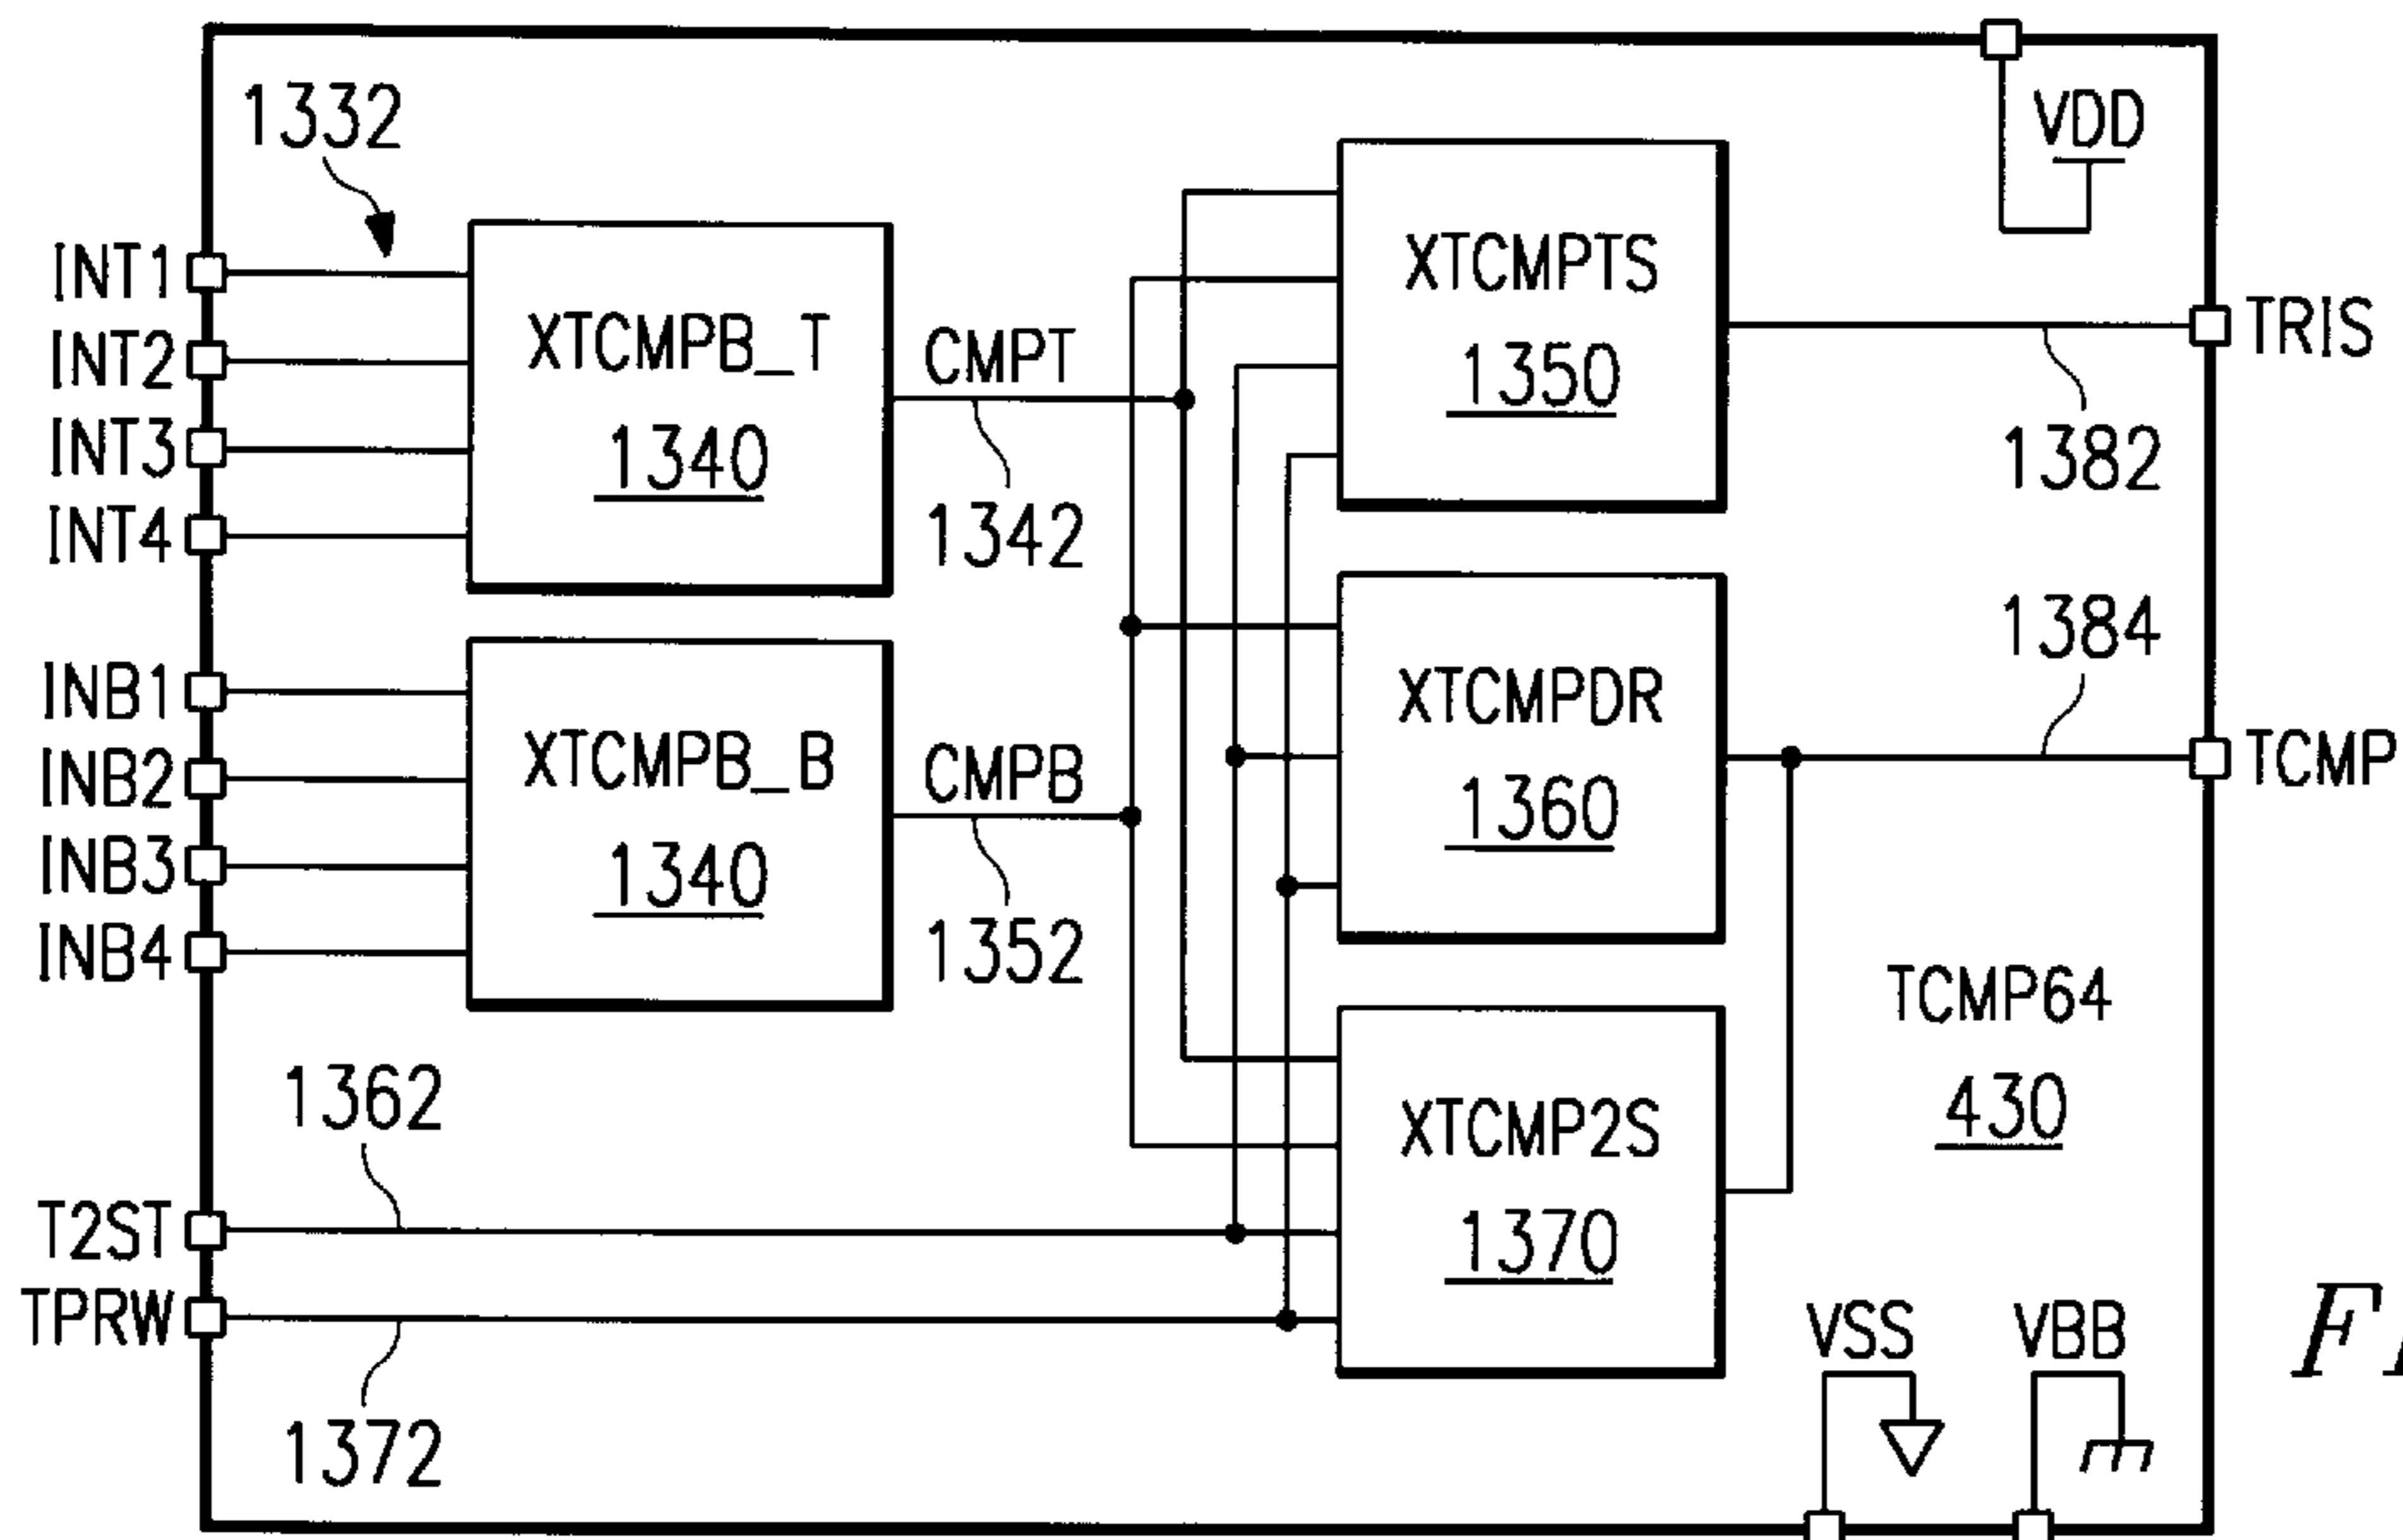 1332
VDD
INT1
INT2
INT3
INT4
XTCMPB_T
1340
CMPT
1342
XTCMPTS
1350
TRIS
1382
INB1
INB2
INB3
INB4
XTCMPB_B
1340
CMPB
1352
XTCMPDR
1360
1384
TCMP
TCMP64
430
1362
XTCMP2S
1370
T2ST
TPRW
1372
VSS
VBB